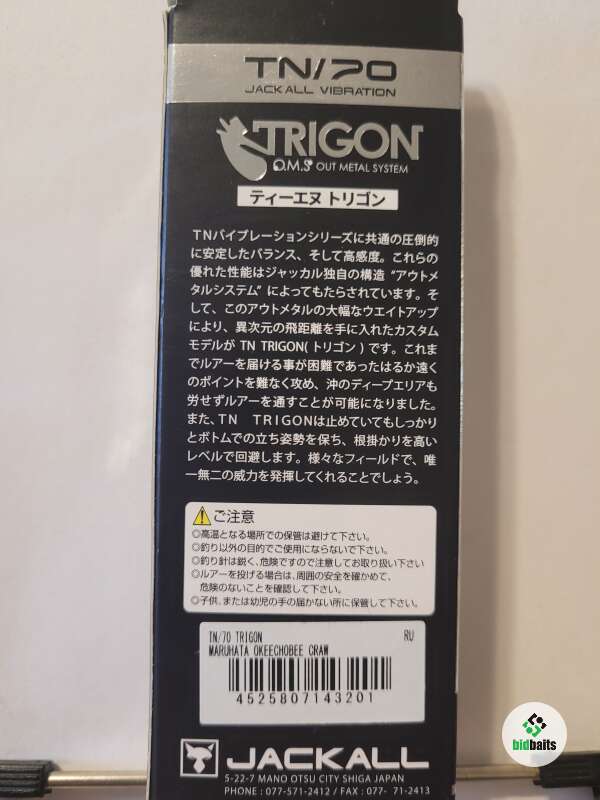 TN/70
JACKALL VIBRATION
TRIGON
O.M.S OUT METAL SYSTEM
ティーエヌ トリゴン
TNバイブレーションシリーズに共通の圧倒的
に安定したバランス、そして高感度。これらの
優れた性能はジャッカル独自の構造 “アウトメ
タルシステム” によってもたらされています。そ
して、このアウトメタルの大幅なウエイトアップ
により、異次元の飛距離を手に入れたカスタム
モデルが TN TRIGON(トリゴン) です。これま
でルアーを届ける事が困難であったはるか遠く
のポイントを難なく攻め、沖のディープエリアも
労せずルアーを通すことが可能になりました。
また、TN TRIGONは止めていてもしっかり
とボトムでの立ち姿勢を保ち、根掛かりを高い
レベルで回避します。様々なフィールドで、唯
一無二の威力を発揮してくれることでしょう。
ご注意
◎高温となる場所での保管は避けて下さい。
◎釣り以外の目的でご使用にならないで下さい。
◎釣り針は鋭く、危険ですので注意してお取り扱い下さい
◎ルアーを投げる場合は、周囲の安全を確かめて、
危険のないことを確認して下さい。
◎子供、または幼児の手の届かない所に保管して下さい。
TN/70 TRIGON RU
MARUHATA OKEECHOBEE CRAW
4525807143201
JACKALL
5-22-7 MANO OTSU CITY SHIGA JAPAN
PHONE : 077-571-2412 / FAX : 077- 71-2413
bidbaits